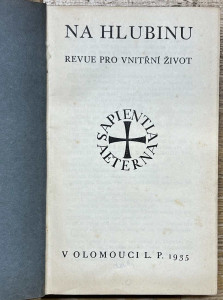 NA HLUBINU
REVUE PRO VNITŘNÍ ŽIVOT
SAPIENTIA
AETERNA
V OLOMOUCI L. P. 1935